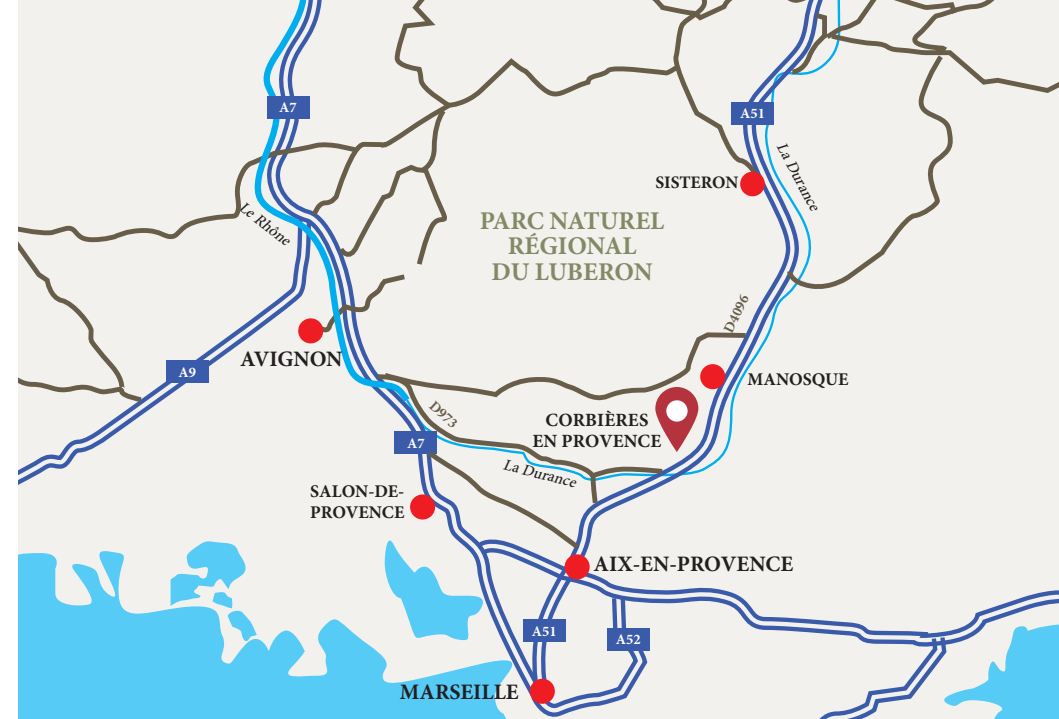 A7
A51
SISTERON
La Durance
Le Rhône
PARC NATUREL
RÉGIONAL
DU LUBERON
D4096
AVIGNON
A9
MANOSQUE
D973
CORBIÈRES
EN PROVENCE
A7
La Durance
SALON-DE-
PROVENCE
AIX-EN-PROVENCE
A51
A52
MARSEILLE